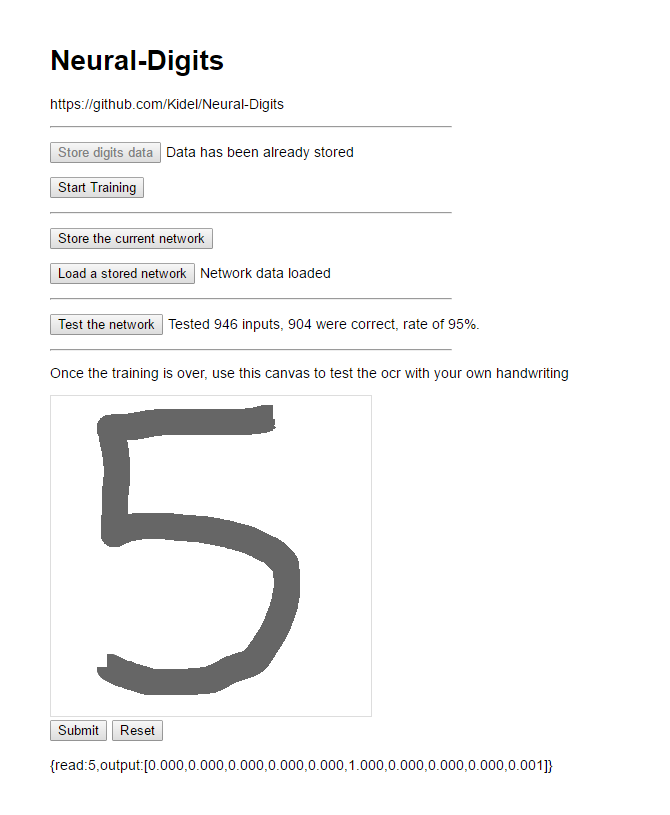 Neural-Digits
https://github.com/Kidel/Neural-Digits
Store digits data Data has been already stored
Start Training
Store the current network
Load a stored network Network data loaded
Test the network Tested 946 inputs, 904 were correct, rate of 95%.
Once the training is over, use this canvas to test the ocr with your own handwriting
5
Submit Reset
{read:5,output:[0.000,0.000,0.000,0.000,0.000,1.000,0.000,0.000,0.000,0.001]}